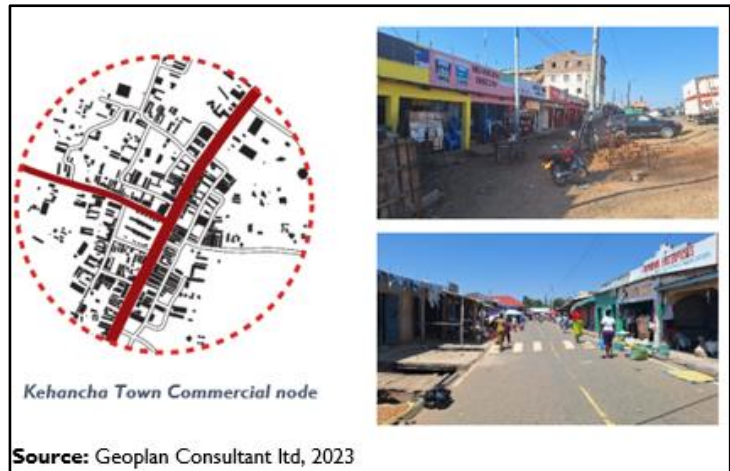 Kehancha Town Commercial node
Source: Geoplan Consultant ltd, 2023